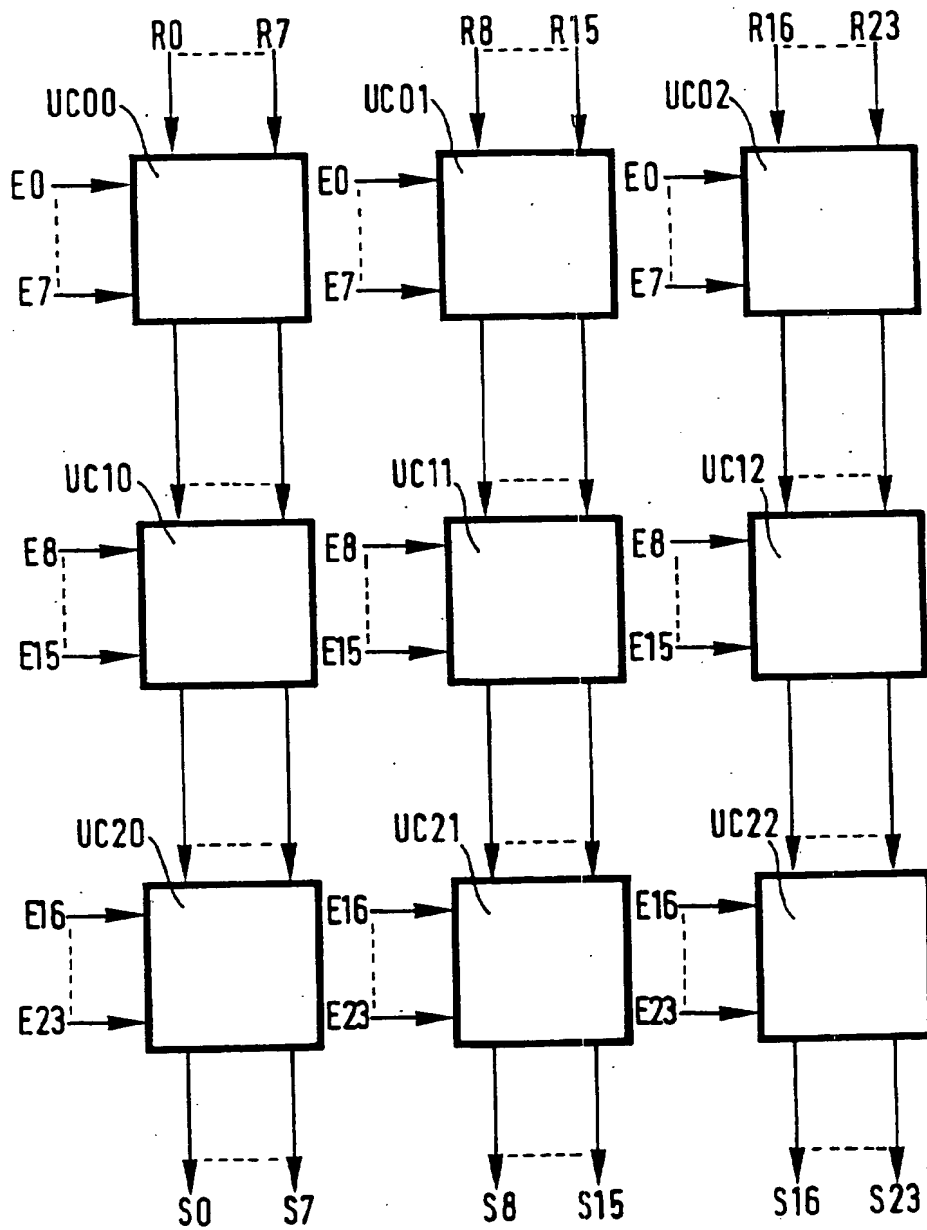 R0 R7 R8 R15 R16 R23
UC00 UC01 UC02
E0 E0 E0
E7 E7 E7
UC10 UC11 UC12
E8 E8 E8
E15 E15 E15
UC20 UC21 UC22
E16 E16 E16
E23 E23 E23
S0 S7 S8 S15 S16 S23